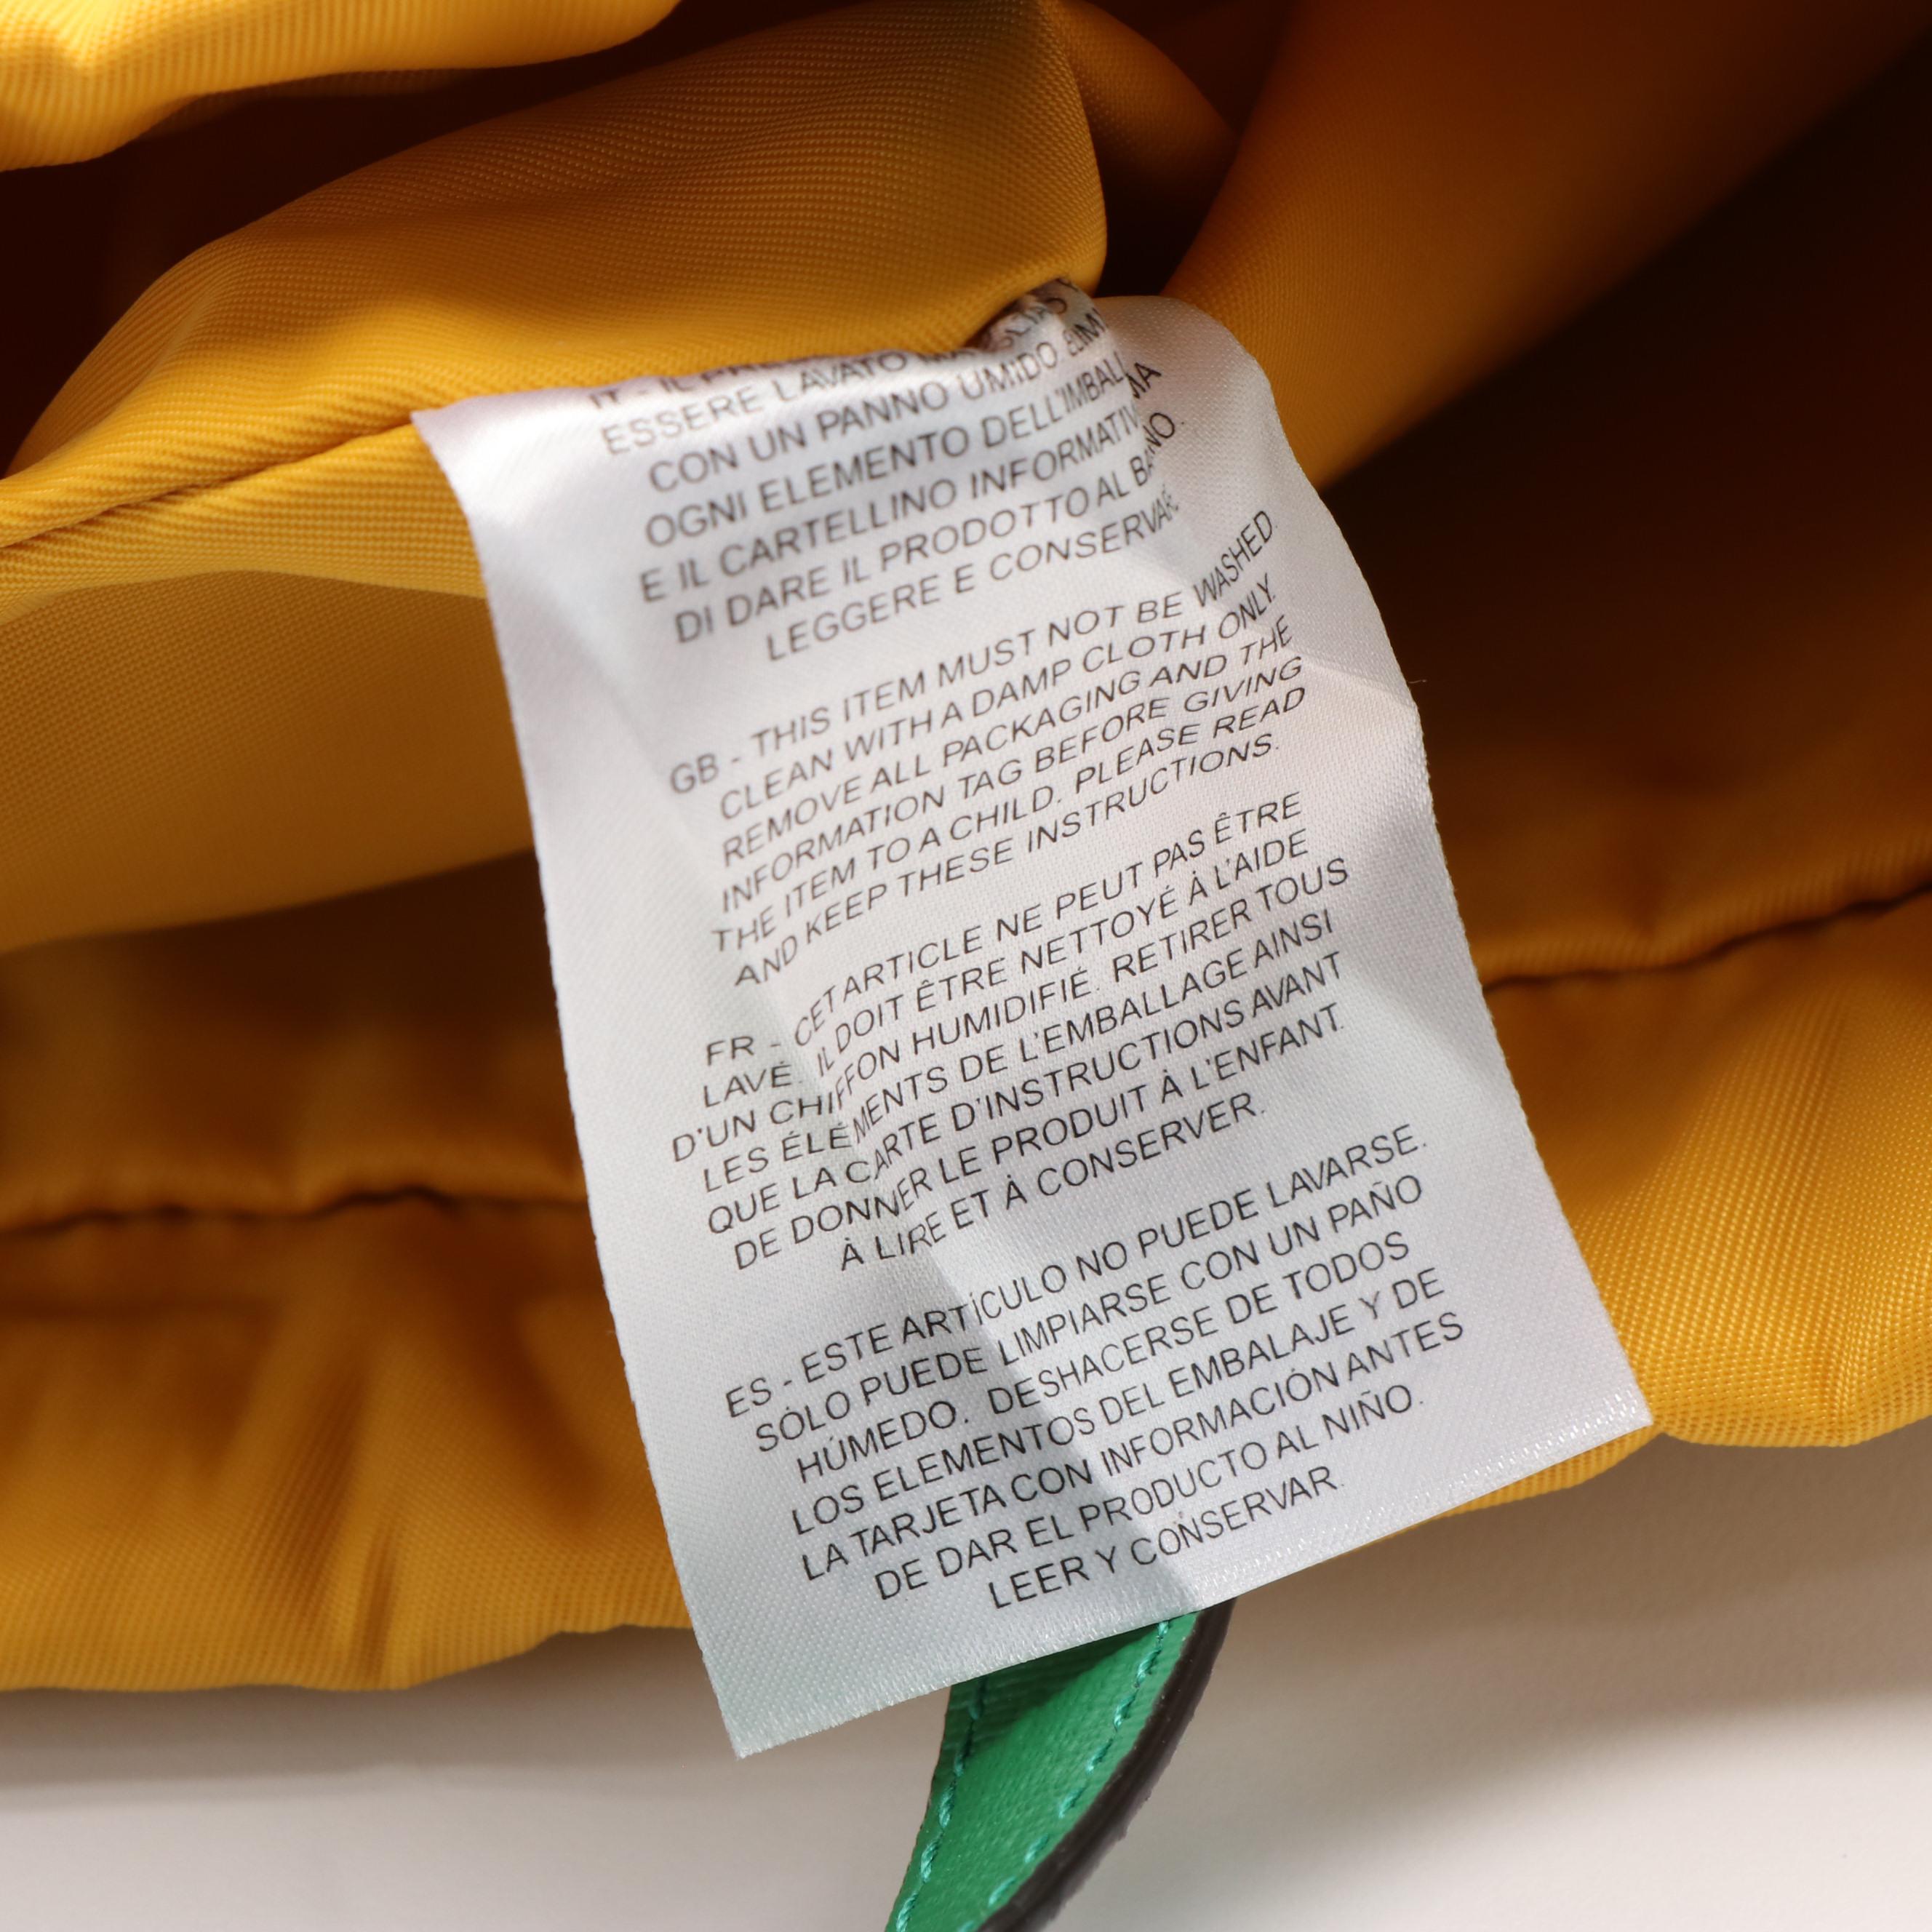 IT - IL
ESSERE LAVATO
CON UN PANNO UMIDO
OGNI ELEMENTO
E IL CARTELLINO
DI DARE IL PRODOTTO AL
LEGGERE E
GB - THIS ITEM MUST NOT BE WASHED.
CLEAN WITH A DAMP CLOTH ONLY.
REMOVE ALL PACKAGING AND THE
INFORMATION TAG BEFORE GIVING
THE ITEM TO A CHILD. PLEASE READ
AND KEEP THESE INSTRUCTIONS.
FR - CET ARTICLE NE PEUT PAS ÊTRE
LAVÉ. IL DOIT ÊTRE NETTOYÉ À L'AIDE
D'UN CHIFFON HUMIDIFIÉ. RETIRER TOUS
LES ÉLÉMENTS DE L'EMBALLAGE AINSI
QUE LA CARTE D'INSTRUCTIONS AVANT
DE DONNER LE PRODUIT À L'ENFANT.
À LIRE ET À CONSERVER.
ES - ESTE ARTÍCULO NO PUEDE LAVARSE.
SÓLO PUEDE LIMPIARSE CON UN PAÑO
HÚMEDO. DESHACERSE DE TODOS
LOS ELEMENTOS DEL EMBALAJE Y DE
LA TARJETA CON INFORMACIÓN ANTES
DE DAR EL PRODUCTO AL NIÑO.
LEER Y CONSERVAR.